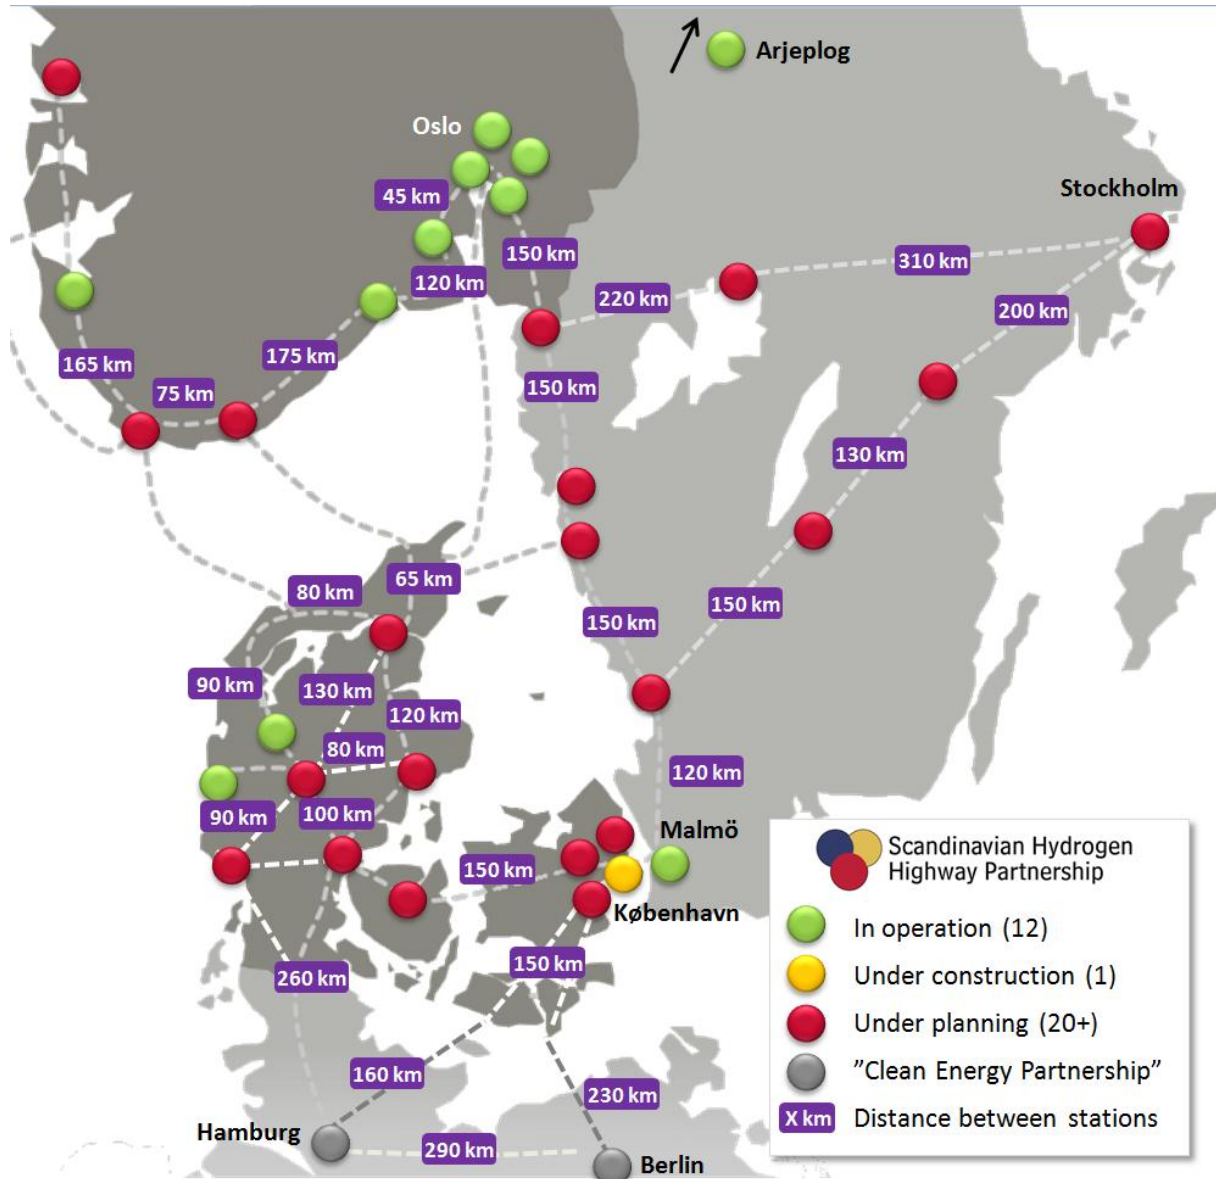 Arjeplog
Oslo
45 km
Stockholm
150 km
310 km
120 km
220 km
200 km
165 km
175 km
75 km
150 km
130 km
65 km
80 km
150 km
150 km
90 km
130 km
120 km
80 km
120 km
90 km
100 km
Malmö
150 km
København
150 km
260 km
160 km
230 km
Hamburg
290 km
Berlin
Scandinavian Hydrogen
Highway Partnership
In operation (12)
Under construction (1)
Under planning (20+)
”Clean Energy Partnership”
X km Distance between stations